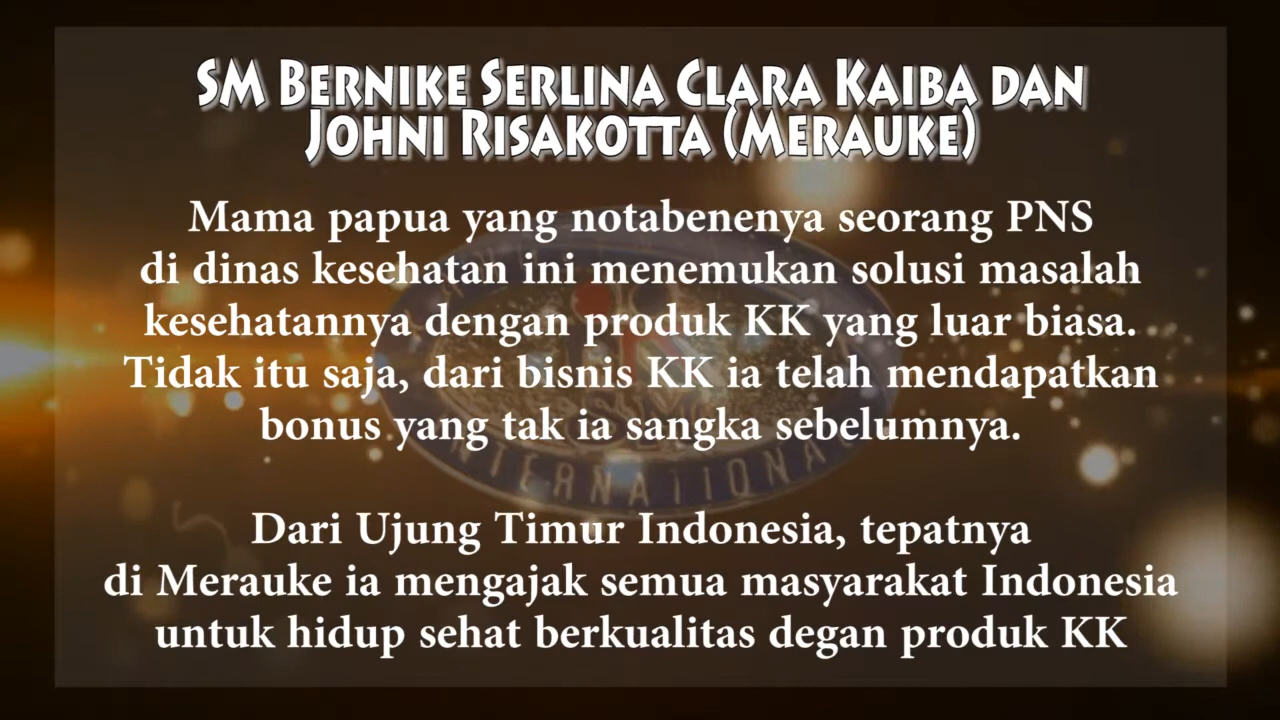 SM BERNIKE SERLINA CLARA KAIBA DAN
JOHNI RISAKOTTA (MERAUKE)
Mama papua yang notabenenya seorang PNS
di dinas kesehatan ini menemukan solusi masalah
kesehatannya dengan produk KK yang luar biasa.
Tidak itu saja, dari bisnis KK ia telah mendapatkan
bonus yang tak ia sangka sebelumnya.
INTERNATIONAL
Dari Ujung Timur Indonesia, tepatnya
di Merauke ia mengajak semua masyarakat Indonesia
untuk hidup sehat berkualitas degan produk KK